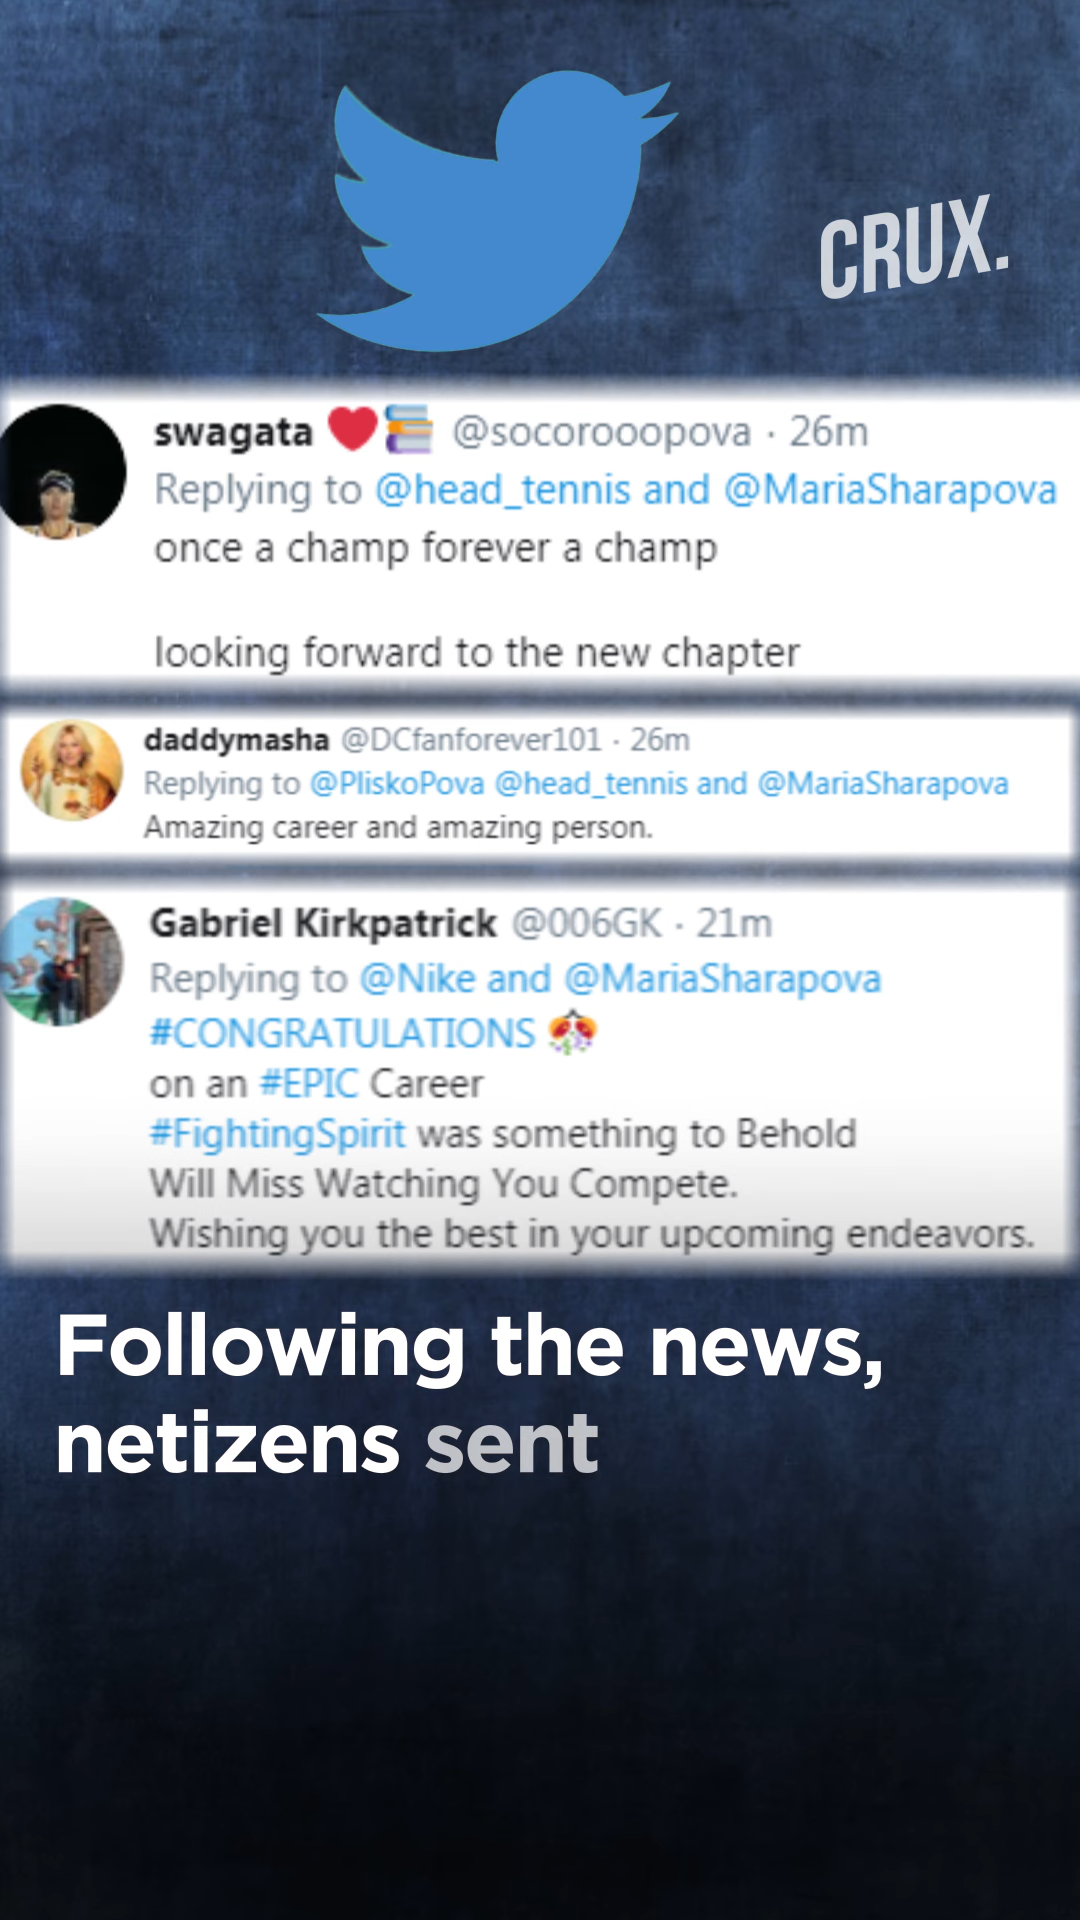 CRUX.
swagata @socorooopova · 26m
Replying to @head_tennis and @MariaSharapova
once a champ forever a champ
looking forward to the new chapter
daddymasha @DCfanforever101 · 26m
Replying to @PliskoPova @head_tennis and @MariaSharapova
Amazing career and amazing person.
Gabriel Kirkpatrick @006GK · 21m
Replying to @Nike and @MariaSharapova
#CONGRATULATIONS
on an #EPIC Career
#FightingSpirit was something to Behold
Will Miss Watching You Compete.
Wishing you the best in your upcoming endeavors.
Following the news,
netizens sent